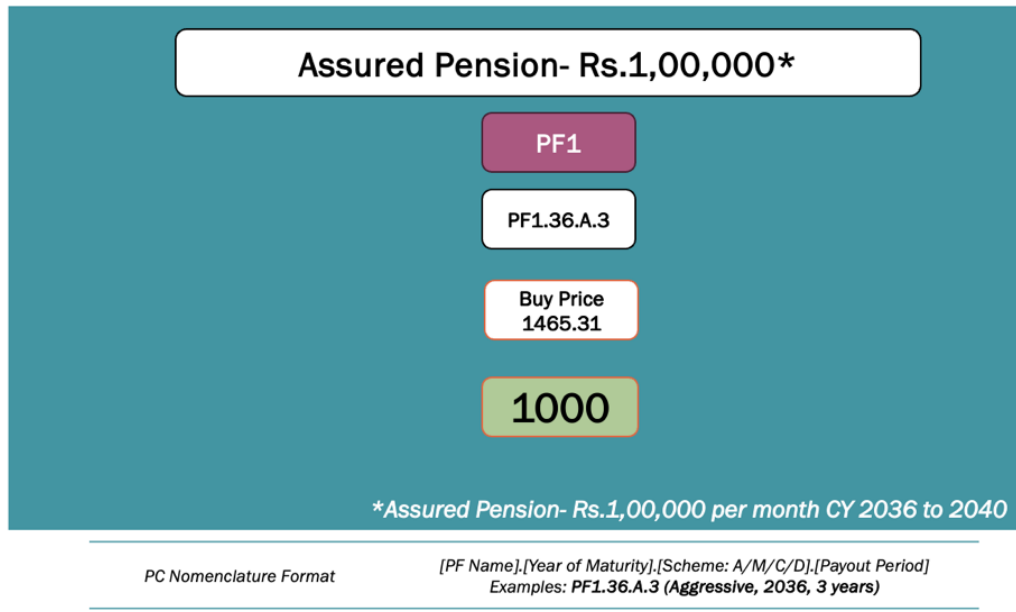 Assured Pension- Rs.1,00,000*
PF1
PF1.36.A.3
Buy Price
1465.31
1000
*Assured Pension- Rs.1,00,000 per month CY 2036 to 2040
PC Nomenclature Format
[PF Name].[Year of Maturity].[Scheme: A/M/C/D].[Payout Period]
Examples: PF1.36.A.3 (Aggressive, 2036, 3 years)